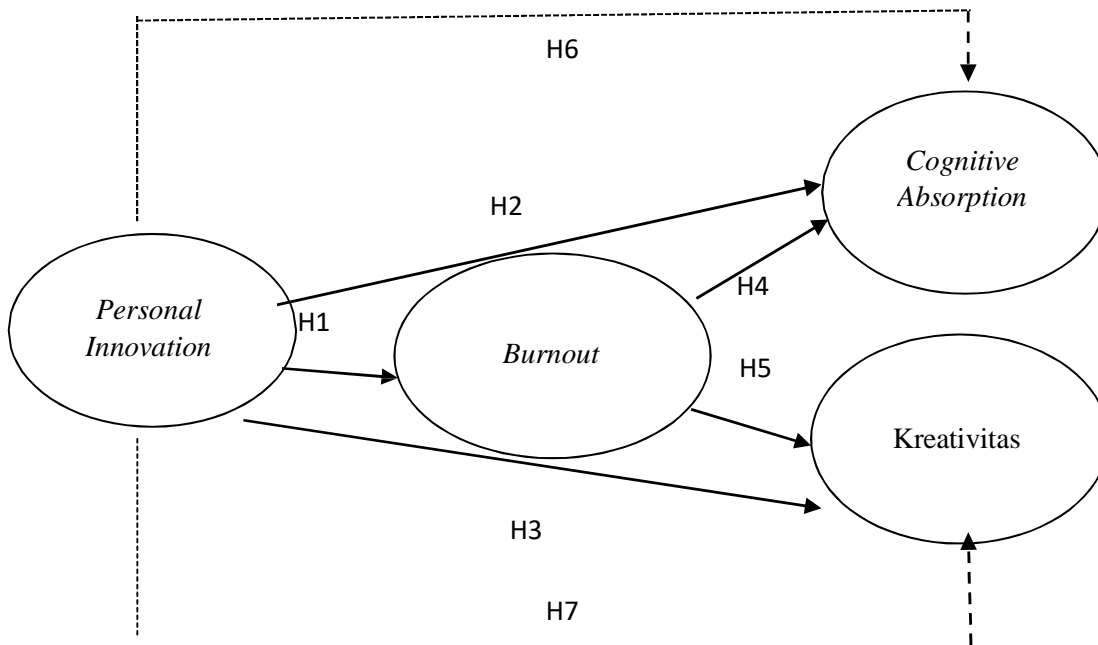 H6
Cognitive
Absorption
H2
H4
Personal
Innovation
H1
Burnout
H5
Kreativitas
H3
H7